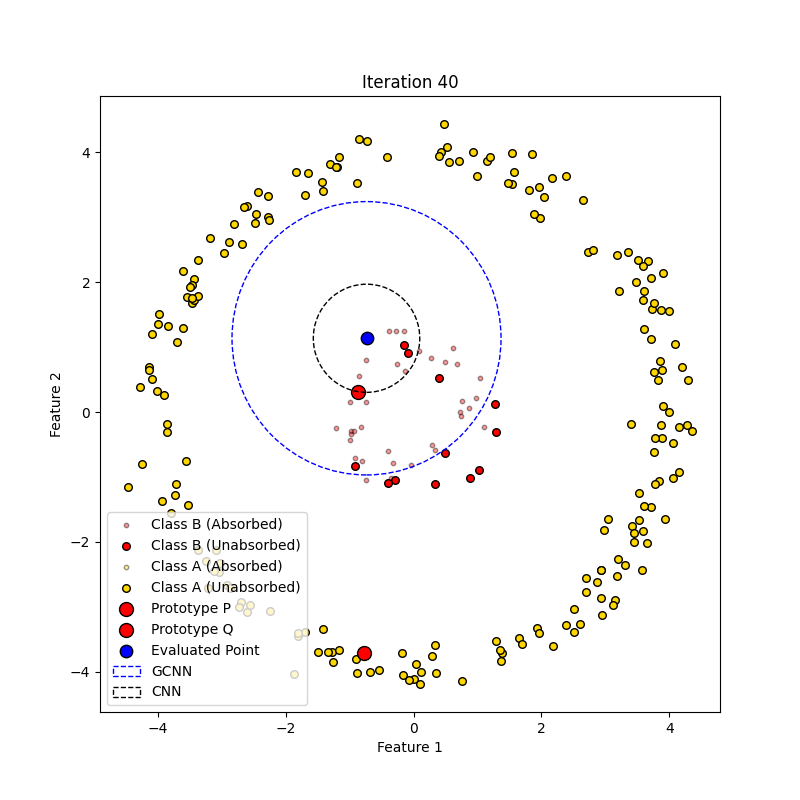 Iteration 40
Feature 2
4
2
0
−2
−4
Class B (Absorbed)
Class B (Unabsorbed)
Class A (Absorbed)
Class A (Unabsorbed)
Prototype P
Prototype Q
Evaluated Point
GCNN
CNN
−4 −2 0 2 4
Feature 1